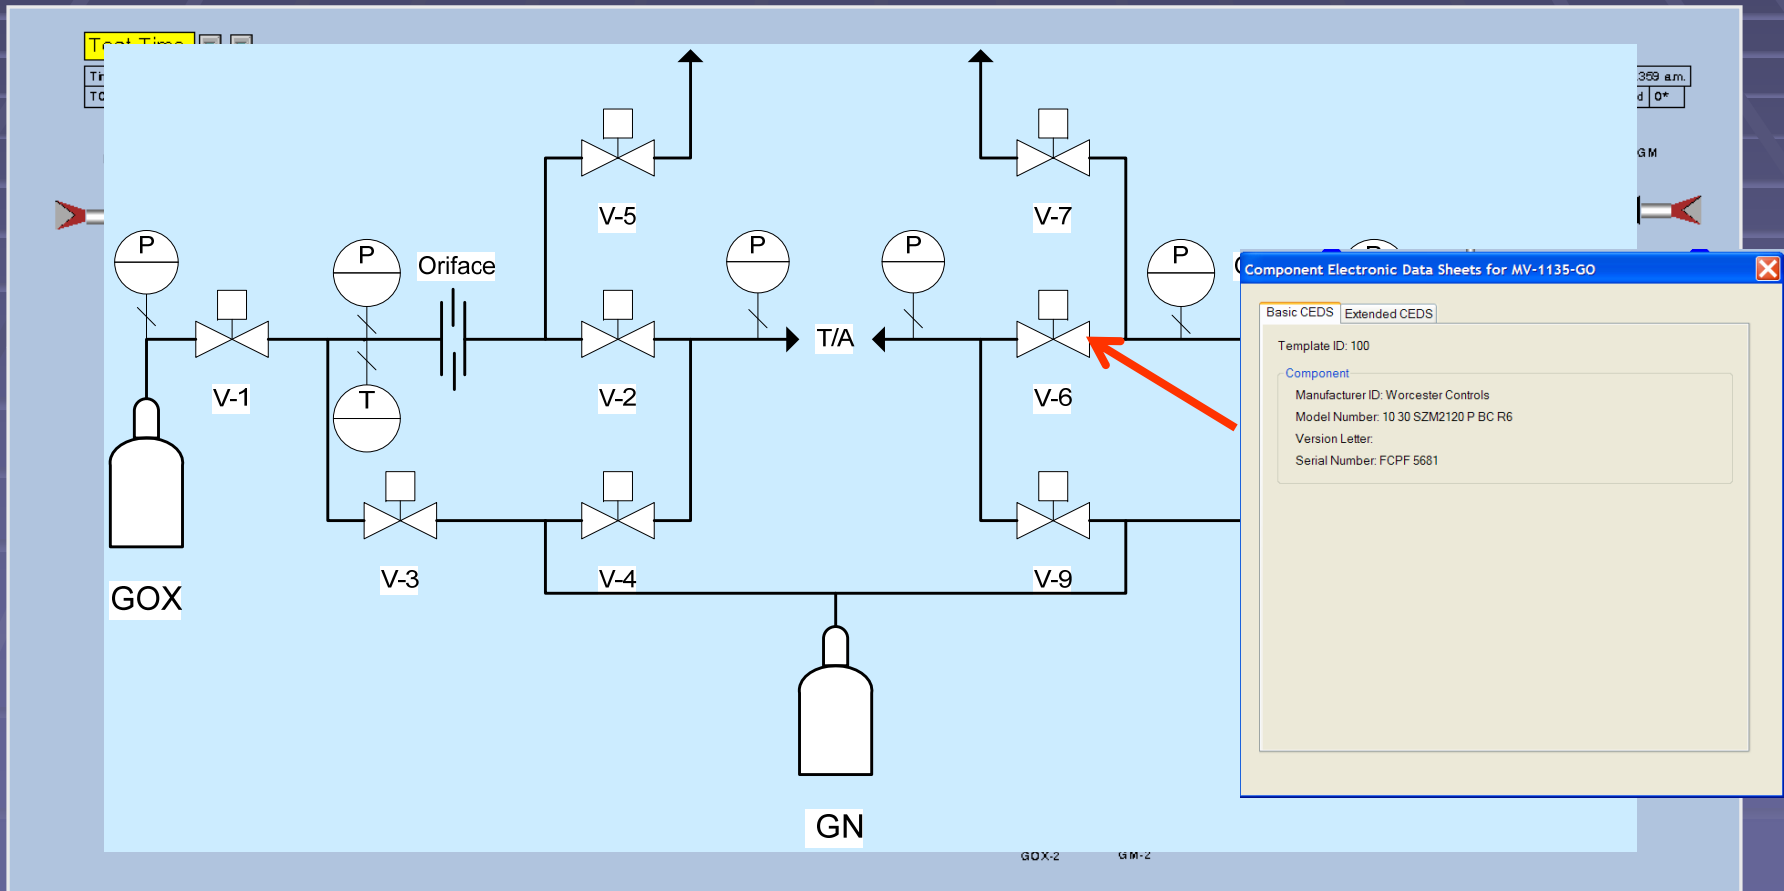 Test Time
359 a.m.
d 0*
GM
V-5
V-7
P
P
P
P
P
P
Oriface
T/A
V-1
T
V-2
V-6
V-3
V-4
V-9
GOX
GN
GOX-2
GM-2
Component Electronic Data Sheets for MV-1135-GO
Basic CEDS
Extended CEDS
Template ID: 100
Component
Manufacturer ID: Worcester Controls
Model Number: 10 30 SZM2120 P BC R6
Version Letter:
Serial Number: FCPF 5681